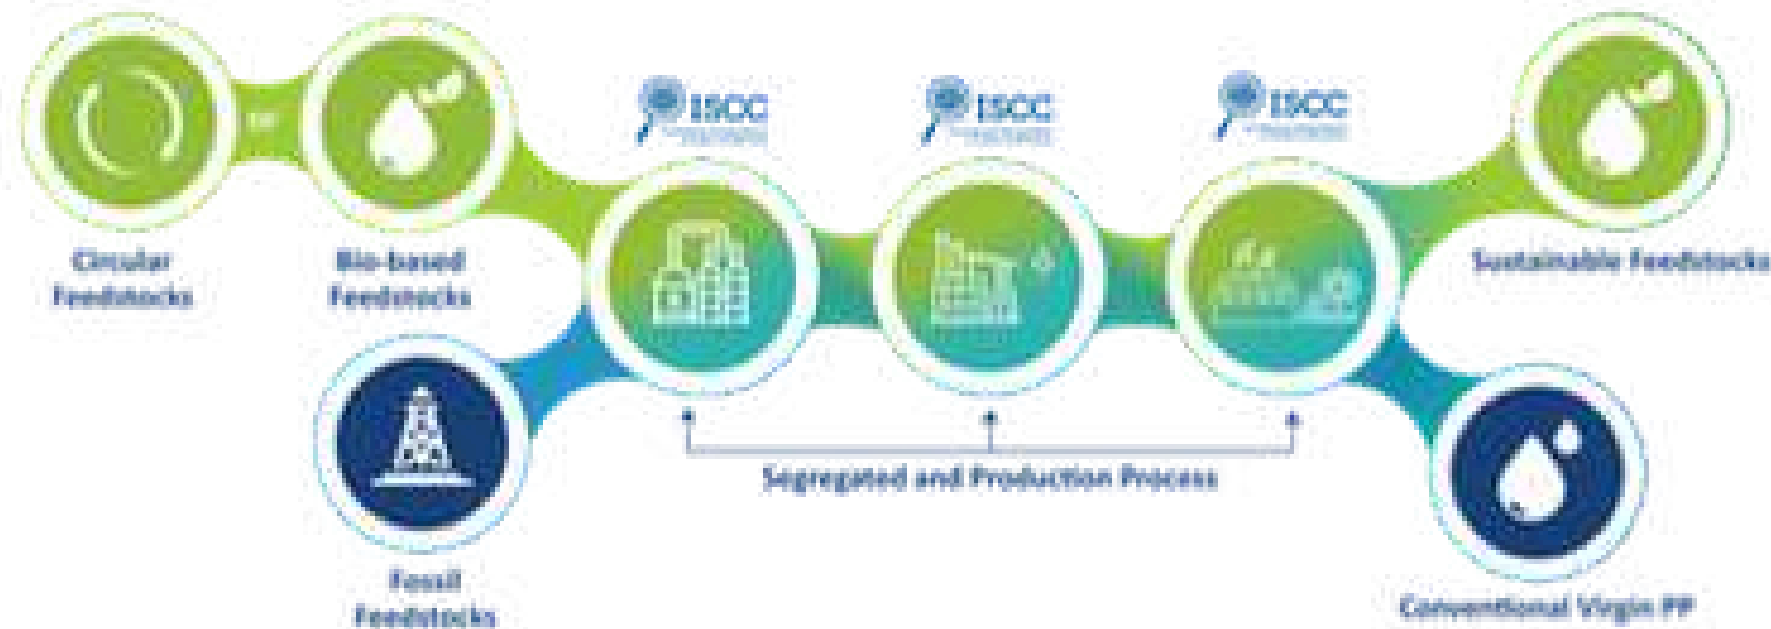 ISCC
ISCC
ISCC
Circular
Feedstocks
Bio-based
Feedstocks
Sustainable Feedstocks
Segregated and Production Process
Fossil
Feedstocks
Conventional Virgin PP